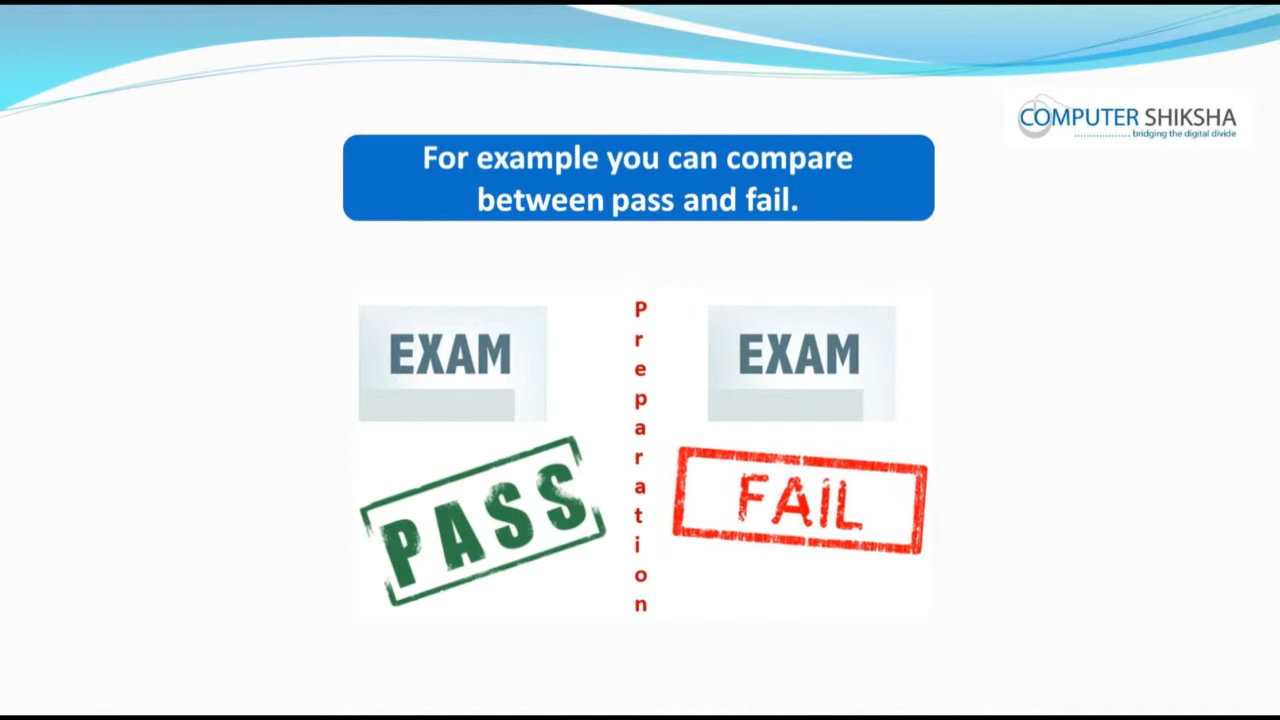 COMPUTER SHIKSHA
bridging the digital divide
For example you can compare
between pass and fail.
EXAM
PASS
Preparation
EXAM
FAIL